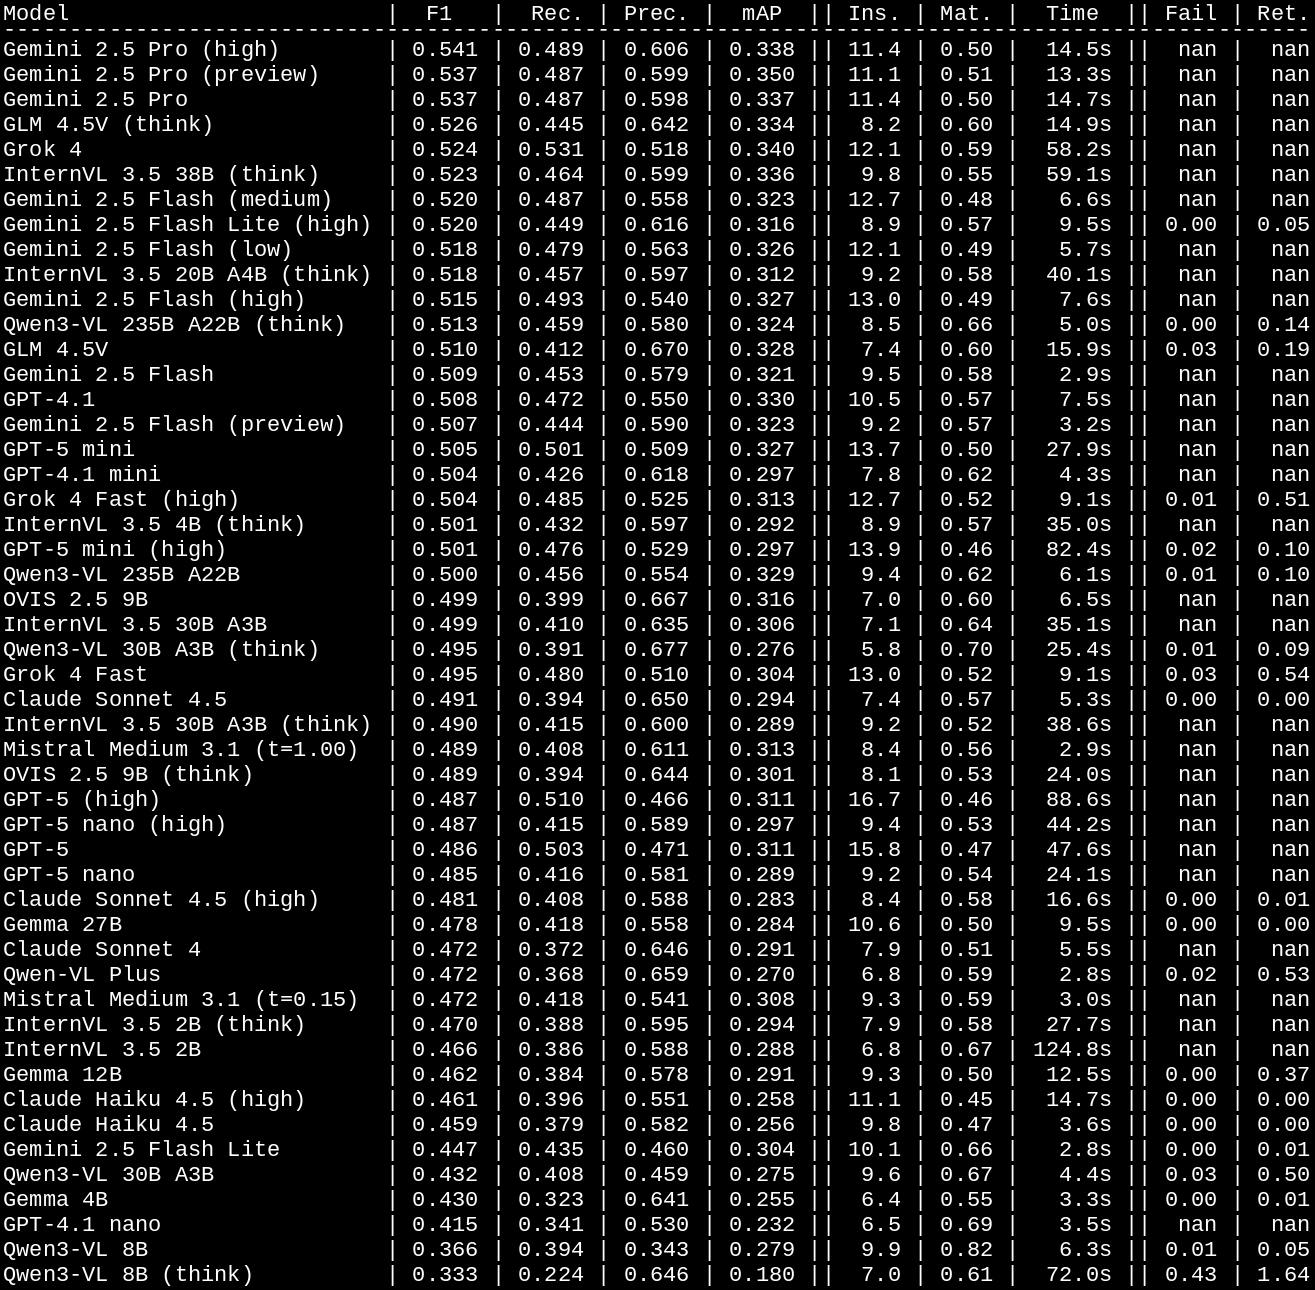 Model                        |  F1   |  Rec. | Prec. |  mAP  || Ins. | Mat. |  Time  || Fail | Ret.
---------------------------------------------------------------------------------------------------
Gemini 2.5 Pro (high)        | 0.541 | 0.489 | 0.606 | 0.338 || 11.4 | 0.50 |  14.5s ||  nan |  nan
Gemini 2.5 Pro (preview)     | 0.537 | 0.487 | 0.599 | 0.350 || 11.1 | 0.51 |  13.3s ||  nan |  nan
Gemini 2.5 Pro               | 0.537 | 0.487 | 0.598 | 0.337 || 11.4 | 0.50 |  14.7s ||  nan |  nan
GLM 4.5V (think)             | 0.526 | 0.445 | 0.642 | 0.334 ||  8.2 | 0.60 |  14.9s ||  nan |  nan
Grok 4                       | 0.524 | 0.531 | 0.518 | 0.340 || 12.1 | 0.59 |  58.2s ||  nan |  nan
InternVL 3.5 38B (think)     | 0.523 | 0.464 | 0.599 | 0.336 ||  9.8 | 0.55 |  59.1s ||  nan |  nan
Gemini 2.5 Flash (medium)    | 0.520 | 0.487 | 0.558 | 0.323 || 12.7 | 0.48 |   6.6s ||  nan |  nan
Gemini 2.5 Flash Lite (high) | 0.520 | 0.449 | 0.616 | 0.316 ||  8.9 | 0.57 |   9.5s || 0.00 | 0.05
Gemini 2.5 Flash (low)       | 0.518 | 0.479 | 0.563 | 0.326 || 12.1 | 0.49 |   5.7s ||  nan |  nan
InternVL 3.5 20B A4B (think) | 0.518 | 0.457 | 0.597 | 0.312 ||  9.2 | 0.58 |  40.1s ||  nan |  nan
Gemini 2.5 Flash (high)      | 0.515 | 0.493 | 0.540 | 0.327 || 13.0 | 0.49 |   7.6s ||  nan |  nan
Qwen3-VL 235B A22B (think)   | 0.513 | 0.459 | 0.580 | 0.324 ||  8.5 | 0.66 |   5.0s || 0.00 | 0.14
GLM 4.5V                     | 0.510 | 0.412 | 0.670 | 0.328 ||  7.4 | 0.60 |  15.9s || 0.03 | 0.19
Gemini 2.5 Flash             | 0.509 | 0.453 | 0.579 | 0.321 ||  9.5 | 0.58 |   2.9s ||  nan |  nan
GPT-4.1                      | 0.508 | 0.472 | 0.550 | 0.330 || 10.5 | 0.57 |   7.5s ||  nan |  nan
Gemini 2.5 Flash (preview)   | 0.507 | 0.444 | 0.590 | 0.323 ||  9.2 | 0.57 |   3.2s ||  nan |  nan
GPT-5 mini                   | 0.505 | 0.501 | 0.509 | 0.327 || 13.7 | 0.50 |  27.9s ||  nan |  nan
GPT-4.1 mini                 | 0.504 | 0.426 | 0.618 | 0.297 ||  7.8 | 0.62 |   4.3s ||  nan |  nan
Grok 4 Fast (high)           | 0.504 | 0.485 | 0.525 | 0.313 || 12.7 | 0.52 |   9.1s || 0.01 | 0.51
InternVL 3.5 4B (think)      | 0.501 | 0.432 | 0.597 | 0.292 ||  8.9 | 0.57 |  35.0s ||  nan |  nan
GPT-5 mini (high)            | 0.501 | 0.476 | 0.529 | 0.297 || 13.9 | 0.46 |  82.4s || 0.02 | 0.10
Qwen3-VL 235B A22B           | 0.500 | 0.456 | 0.554 | 0.329 ||  9.4 | 0.62 |   6.1s || 0.01 | 0.10
OVIS 2.5 9B                  | 0.499 | 0.399 | 0.667 | 0.316 ||  7.0 | 0.60 |   6.5s ||  nan |  nan
InternVL 3.5 30B A3B         | 0.499 | 0.410 | 0.635 | 0.306 ||  7.1 | 0.64 |  35.1s ||  nan |  nan
Qwen3-VL 30B A3B (think)     | 0.495 | 0.391 | 0.677 | 0.276 ||  5.8 | 0.70 |  25.4s || 0.01 | 0.09
Grok 4 Fast                  | 0.495 | 0.480 | 0.510 | 0.304 || 13.0 | 0.52 |   9.1s || 0.03 | 0.54
Claude Sonnet 4.5            | 0.491 | 0.394 | 0.650 | 0.294 ||  7.4 | 0.57 |   5.3s || 0.00 | 0.00
InternVL 3.5 30B A3B (think) | 0.490 | 0.415 | 0.600 | 0.289 ||  9.2 | 0.52 |  38.6s ||  nan |  nan
Mistral Medium 3.1 (t=1.00)  | 0.489 | 0.408 | 0.611 | 0.313 ||  8.4 | 0.56 |   2.9s ||  nan |  nan
OVIS 2.5 9B (think)          | 0.489 | 0.394 | 0.644 | 0.301 ||  8.1 | 0.53 |  24.0s ||  nan |  nan
GPT-5 (high)                 | 0.487 | 0.510 | 0.466 | 0.311 || 16.7 | 0.46 |  88.6s ||  nan |  nan
GPT-5 nano (high)            | 0.487 | 0.415 | 0.589 | 0.297 ||  9.4 | 0.53 |  44.2s ||  nan |  nan
GPT-5                        | 0.486 | 0.503 | 0.471 | 0.311 || 15.8 | 0.47 |  47.6s ||  nan |  nan
GPT-5 nano                   | 0.485 | 0.416 | 0.581 | 0.289 ||  9.2 | 0.54 |  24.1s ||  nan |  nan
Claude Sonnet 4.5 (high)     | 0.481 | 0.408 | 0.588 | 0.283 ||  8.4 | 0.58 |  16.6s || 0.00 | 0.01
Gemma 27B                    | 0.478 | 0.418 | 0.558 | 0.284 || 10.6 | 0.50 |   9.5s || 0.00 | 0.00
Claude Sonnet 4              | 0.472 | 0.372 | 0.646 | 0.291 ||  7.9 | 0.51 |   5.5s ||  nan |  nan
Qwen-VL Plus                 | 0.472 | 0.368 | 0.659 | 0.270 ||  6.8 | 0.59 |   2.8s || 0.02 | 0.53
Mistral Medium 3.1 (t=0.15)  | 0.472 | 0.418 | 0.541 | 0.308 ||  9.3 | 0.59 |   3.0s ||  nan |  nan
InternVL 3.5 2B (think)      | 0.470 | 0.388 | 0.595 | 0.294 ||  7.9 | 0.58 |  27.7s ||  nan |  nan
InternVL 3.5 2B              | 0.466 | 0.386 | 0.588 | 0.288 ||  6.8 | 0.67 | 124.8s ||  nan |  nan
Gemma 12B                    | 0.462 | 0.384 | 0.578 | 0.291 ||  9.3 | 0.50 |  12.5s || 0.00 | 0.37
Claude Haiku 4.5 (high)      | 0.461 | 0.396 | 0.551 | 0.258 || 11.1 | 0.45 |  14.7s || 0.00 | 0.00
Claude Haiku 4.5             | 0.459 | 0.379 | 0.582 | 0.256 ||  9.8 | 0.47 |   3.6s || 0.00 | 0.00
Gemini 2.5 Flash Lite        | 0.447 | 0.435 | 0.460 | 0.304 || 10.1 | 0.66 |   2.8s || 0.00 | 0.01
Qwen3-VL 30B A3B             | 0.432 | 0.408 | 0.459 | 0.275 ||  9.6 | 0.67 |   4.4s || 0.03 | 0.50
Gemma 4B                     | 0.430 | 0.323 | 0.641 | 0.255 ||  6.4 | 0.55 |   3.3s || 0.00 | 0.01
GPT-4.1 nano                 | 0.415 | 0.341 | 0.530 | 0.232 ||  6.5 | 0.69 |   3.5s ||  nan |  nan
Qwen3-VL 8B                  | 0.366 | 0.394 | 0.343 | 0.279 ||  9.9 | 0.82 |   6.3s || 0.01 | 0.05
Qwen3-VL 8B (think)          | 0.333 | 0.224 | 0.646 | 0.180 ||  7.0 | 0.61 |  72.0s || 0.43 | 1.64